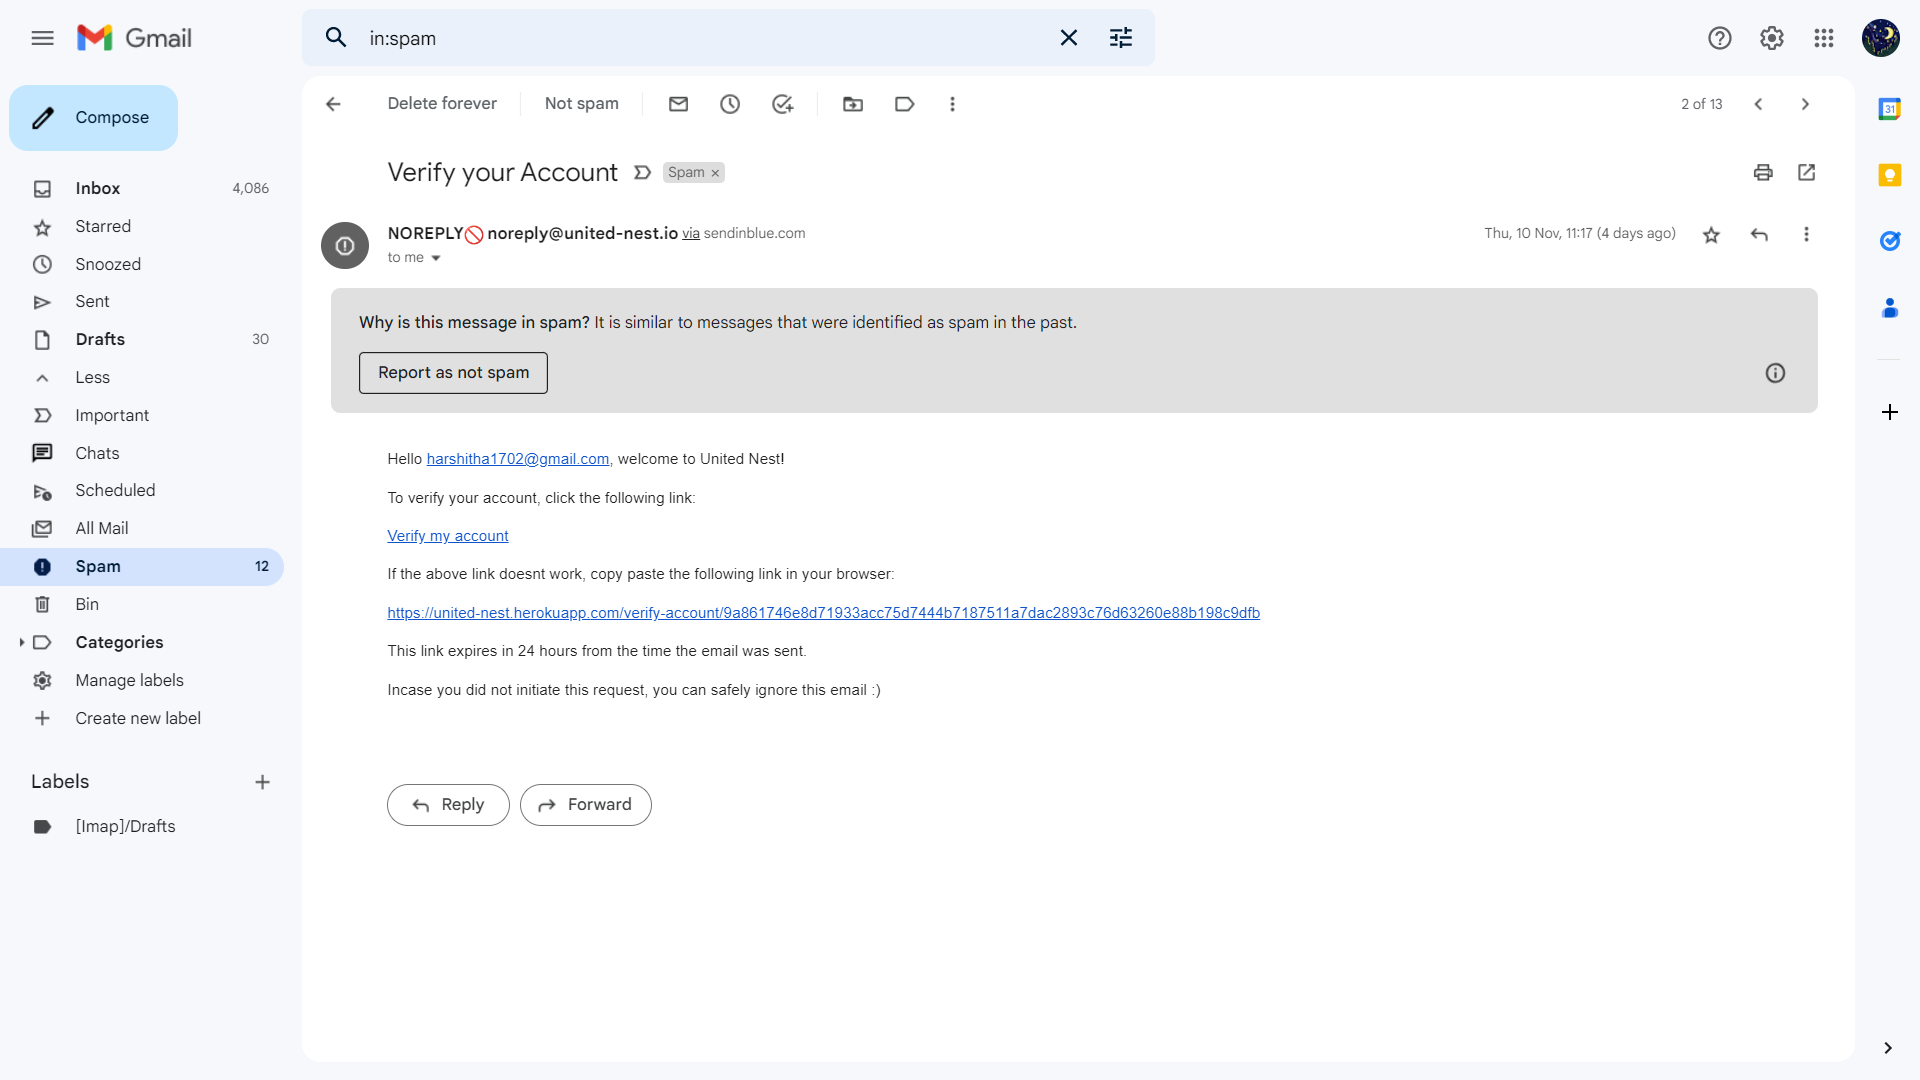 Gmail
in:spam
Compose
Delete forever
Not spam
2 of 13
Verify your Account
Spam ×
Inbox 4,086
Starred
Snoozed
Sent
Drafts 30
Less
Important
Chats
Scheduled
All Mail
Spam 12
Bin
Categories
Manage labels
Create new label
Labels
[Imap]/Drafts
NOREPLY🚫 noreply@united-nest.io via sendinblue.com
Thu, 10 Nov, 11:17 (4 days ago)
to me
Why is this message in spam? It is similar to messages that were identified as spam in the past.
Report as not spam
Hello harshitha1702@gmail.com, welcome to United Nest!
To verify your account, click the following link:
Verify my account
If the above link doesnt work, copy paste the following link in your browser:
https://united-nest.herokuapp.com/verify-account/9a861746e8d71933acc75d7444b7187511a7dac2893c76d63260e88b198c9dfb
This link expires in 24 hours from the time the email was sent.
Incase you did not initiate this request, you can safely ignore this email :)
Reply
Forward
31